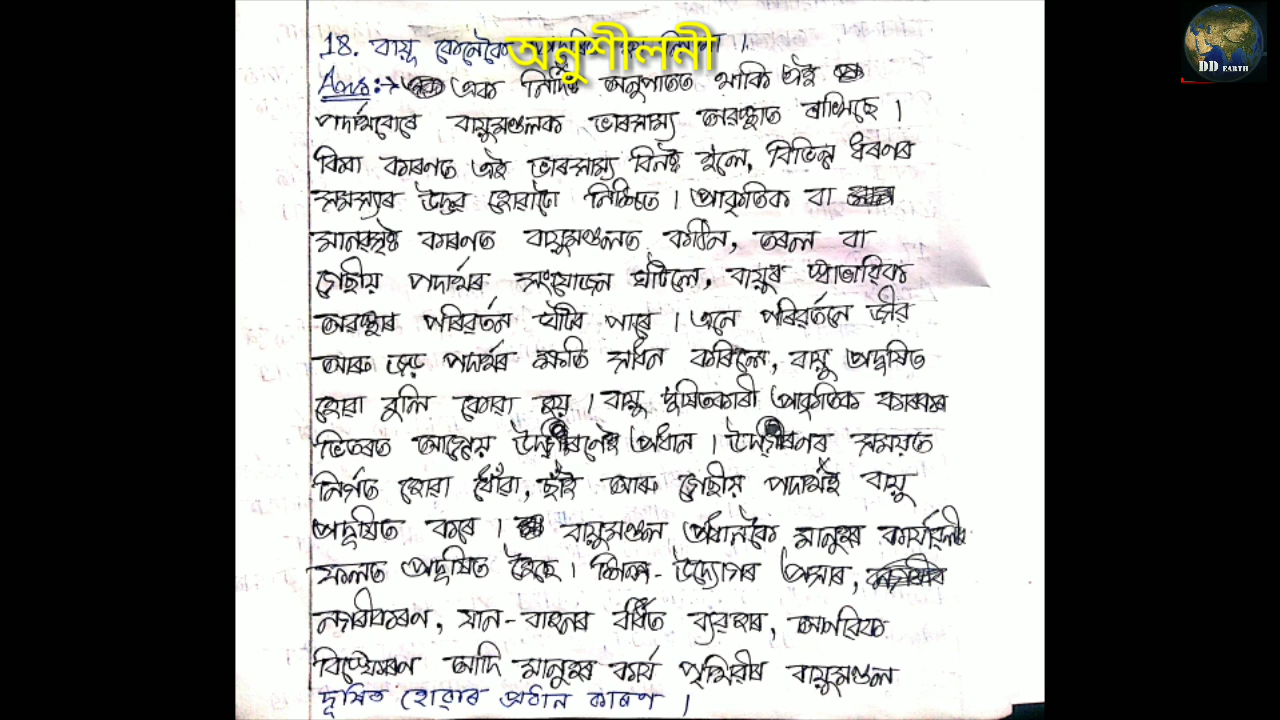 অনুশীলনী
DD EARTH
18. বায়ু কেনেকৈ
Ans:→ এক নিৰ্দিষ্ট অনুপাতত থাকি এই
পদাৰ্থবোৰে বায়ুমণ্ডলক ভাৰসাম্য অৱস্থাত ৰাখিছে।
কিবা কাৰণত এই ভাৰসাম্য বিনষ্ট হ'লে, বিভিন্ন ধৰণৰ
সমস্যাৰ উদ্ভৱ হোৱাটো নিশ্চিত। প্ৰাকৃতিক বা
মানৱসৃষ্ট কাৰণত বায়ুমণ্ডলত কঠিন, তৰল বা
গেছীয় পদাৰ্থৰ সংযোজন ঘটিলে, বায়ুৰ স্বাভাৱিক
অৱস্থাৰ পৰিৱৰ্তন ঘটিব পাৰে। এনে পৰিৱৰ্তনে জীৱ
আৰু জড় পদাৰ্থৰ ক্ষতি সাধন কৰিলে, বায়ু প্ৰদূষিত
হোৱা বুলি কোৱা হয়। বায়ু দূষিতকাৰী প্ৰাকৃতিক কাৰকৰ
ভিতৰত আগ্নেয় উদ্গীৰণেই প্ৰধান। উদ্গীৰণৰ সময়ত
নিৰ্গত হোৱা ধোঁৱা, ছাঁই আৰু গেছীয় পদাৰ্থই বায়ু
প্ৰদূষিত কৰে। বায়ুমণ্ডল প্ৰধানকৈ মানুহৰ কাৰ্যাৱলীৰ
ফলত প্ৰদূষিত হৈছে। শিল্প-উদ্যোগৰ প্ৰসাৰ,
নগৰীকৰণ, যান-বাহনৰ বৰ্ধিত ব্যৱহাৰ, আণৱিক
বিস্ফোৰণ আদি মানুহৰ কাৰ্য পৃথিৱীৰ বায়ুমণ্ডল
দূষিত হোৱাৰ প্ৰধান কাৰণ।